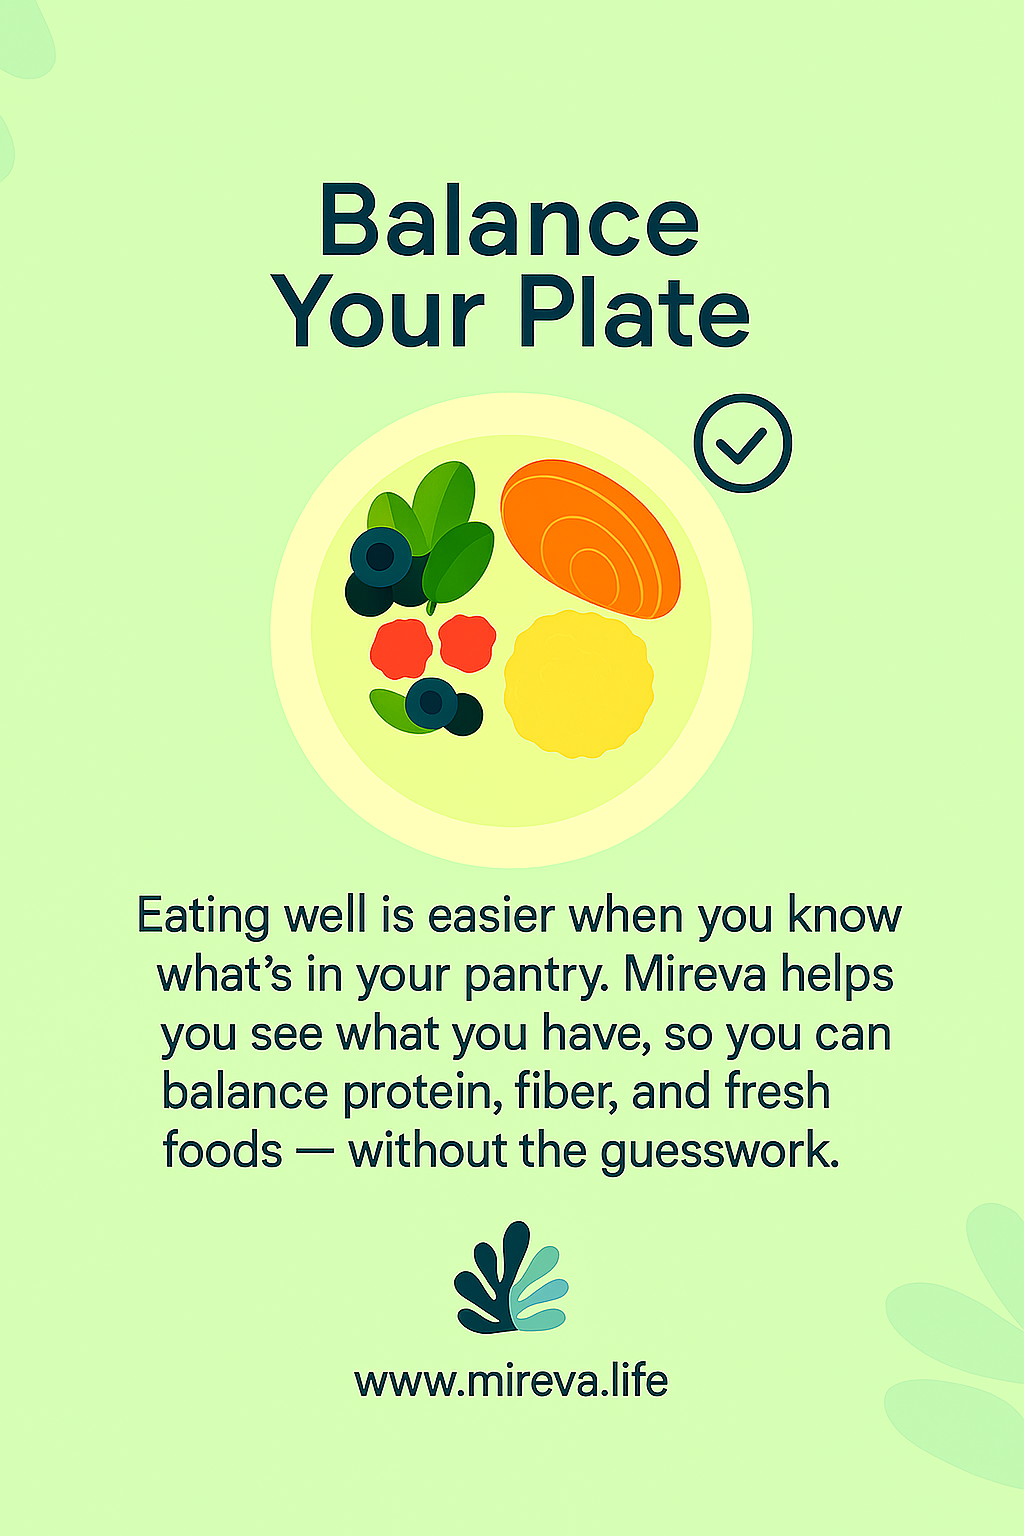 Balance
Your Plate
Eating well is easier when you know
what’s in your pantry. Mireva helps
you see what you have, so you can
balance protein, fiber, and fresh
foods — without the guesswork.
www.mireva.life